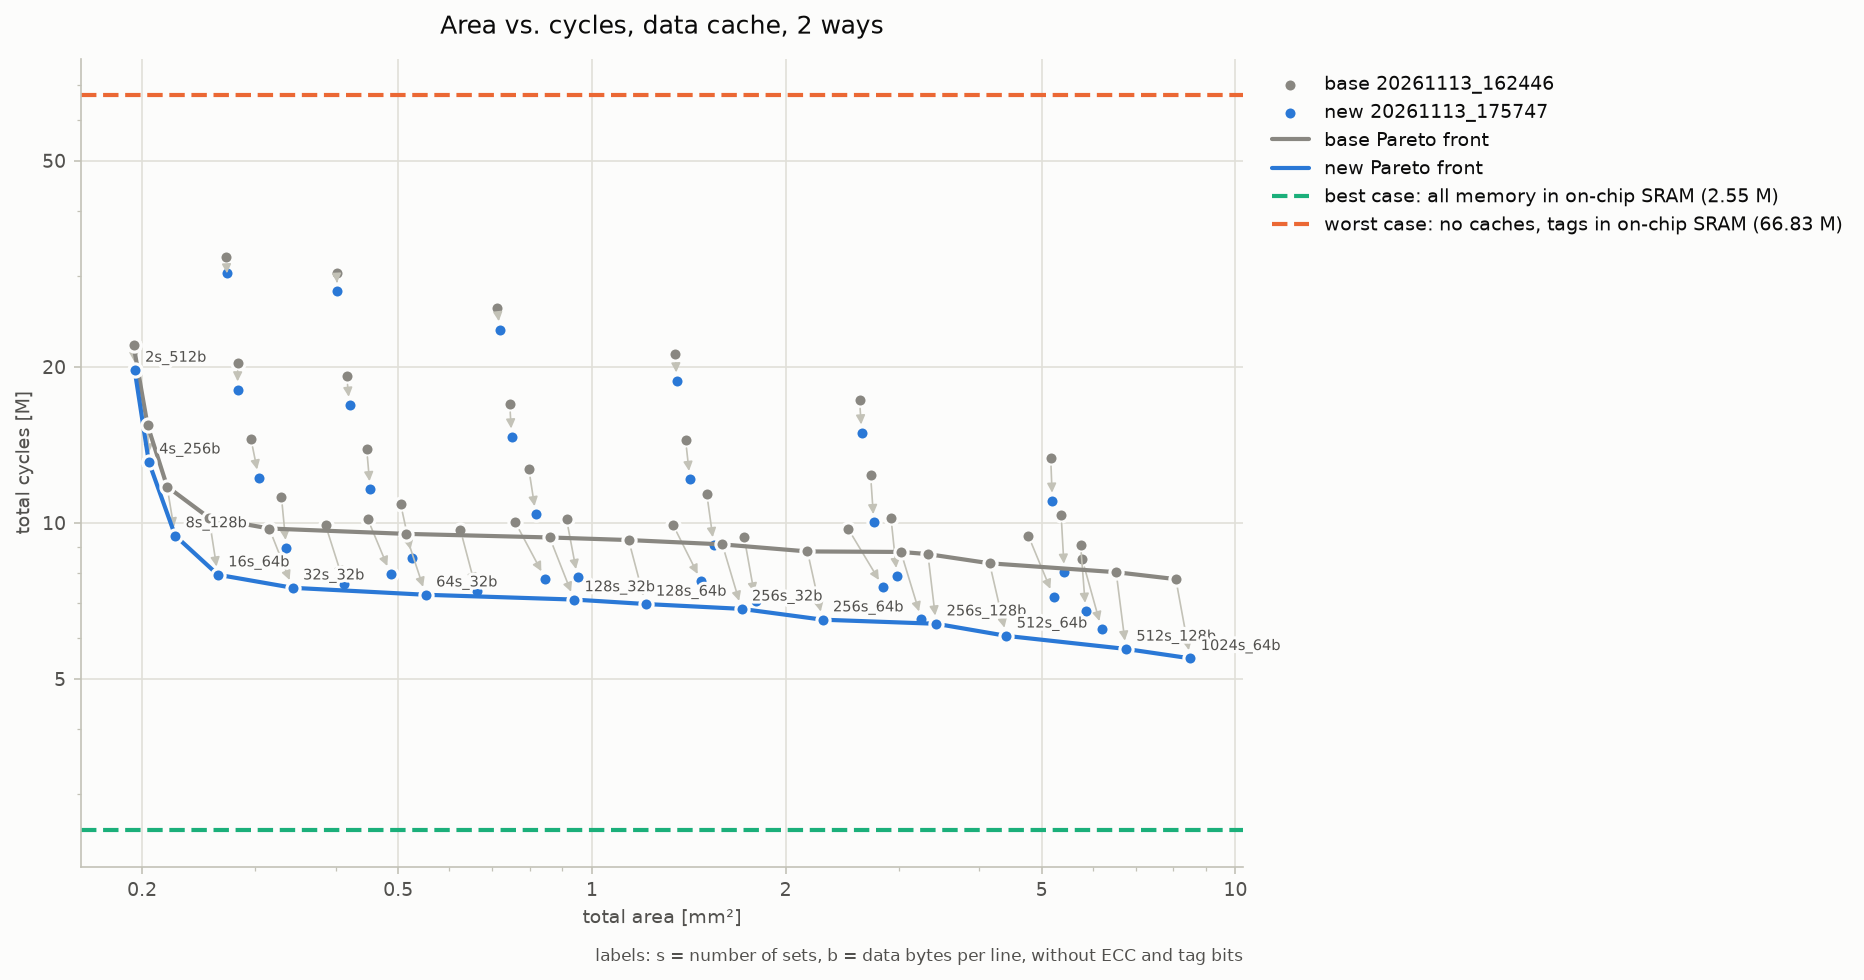 Area vs. cycles, data cache, 2 ways
base 20261113_162446
new 20261113_175747
base Pareto front
new Pareto front
best case: all memory in on-chip SRAM (2.55 M)
worst case: no caches, tags in on-chip SRAM (66.83 M)
total cycles [M]
50
20
10
5
2s_512b
4s_256b
8s_128b
16s_64b
32s_32b
64s_32b
128s_32b
128s_64b
256s_32b
256s_64b
256s_128b
512s_64b
512s_128b
1024s_64b
0.2
0.5
1
2
5
10
total area [mm²]
labels: s = number of sets, b = data bytes per line, without ECC and tag bits